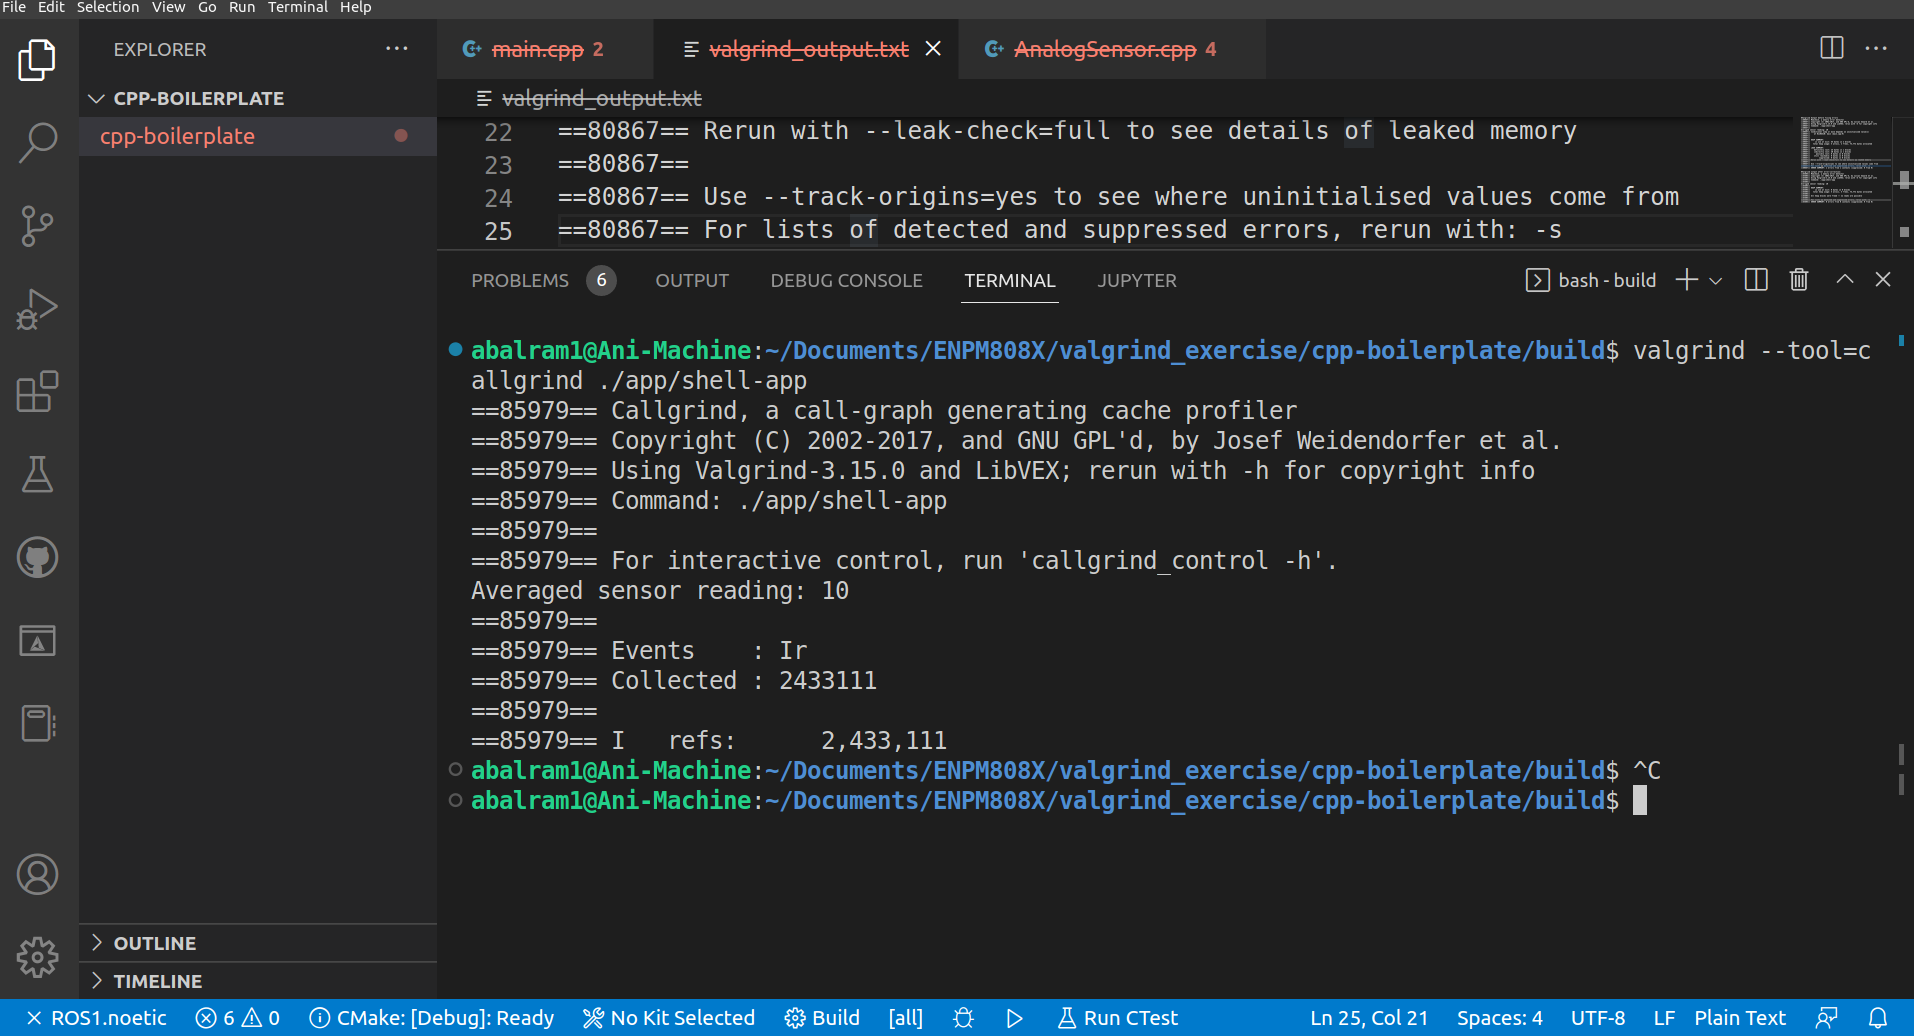 File Edit Selection View Go Run Terminal Help
EXPLORER
main.cpp 2
valgrind_output.txt
AnalogSensor.cpp 4
CPP-BOILERPLATE
cpp-boilerplate
valgrind_output.txt
22 ==80867== Rerun with --leak-check=full to see details of leaked memory
23 ==80867==
24 ==80867== Use --track-origins=yes to see where uninitialised values come from
25 ==80867== For lists of detected and suppressed errors, rerun with: -s
PROBLEMS 6 OUTPUT DEBUG CONSOLE TERMINAL JUPYTER bash - build
abalram1@Ani-Machine:~/Documents/ENPM808X/valgrind_exercise/cpp-boilerplate/build$ valgrind --tool=c
allgrind ./app/shell-app
==85979== Callgrind, a call-graph generating cache profiler
==85979== Copyright (C) 2002-2017, and GNU GPL'd, by Josef Weidendorfer et al.
==85979== Using Valgrind-3.15.0 and LibVEX; rerun with -h for copyright info
==85979== Command: ./app/shell-app
==85979==
==85979== For interactive control, run 'callgrind_control -h'.
Averaged sensor reading: 10
==85979==
==85979== Events    : Ir
==85979== Collected : 2433111
==85979==
==85979== I   refs:      2,433,111
abalram1@Ani-Machine:~/Documents/ENPM808X/valgrind_exercise/cpp-boilerplate/build$ ^C
abalram1@Ani-Machine:~/Documents/ENPM808X/valgrind_exercise/cpp-boilerplate/build$
OUTLINE
TIMELINE
ROS1.noetic 6 0 CMake: [Debug]: Ready No Kit Selected Build [all] Run CTest Ln 25, Col 21 Spaces: 4 UTF-8 LF Plain Text